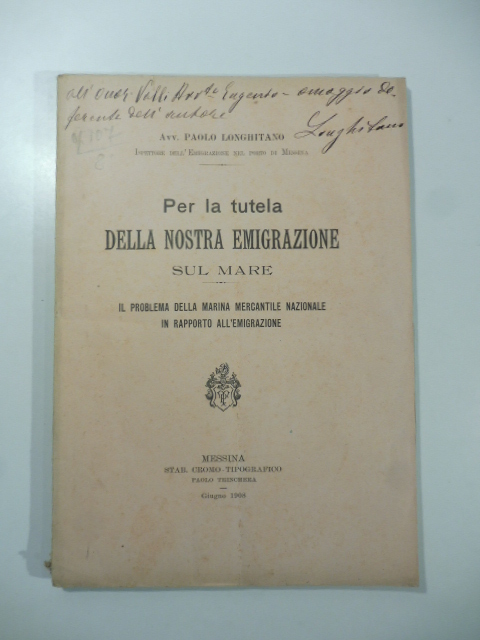 all'onor. Valli Avv.to Eugenio - omaggio de-
ferente dell'autore
Longhitano
Avv. PAOLO LONGHITANO
ISPETTORE DELL'EMIGRAZIONE NEL PORTO DI MESSINA
Per la tutela
DELLA NOSTRA EMIGRAZIONE
SUL MARE
IL PROBLEMA DELLA MARINA MERCANTILE NAZIONALE
IN RAPPORTO ALL'EMIGRAZIONE
MESSINA
STAB. CROMO-TIPOGRAFICO
PAOLO TRINCHERA
Giugno 1908